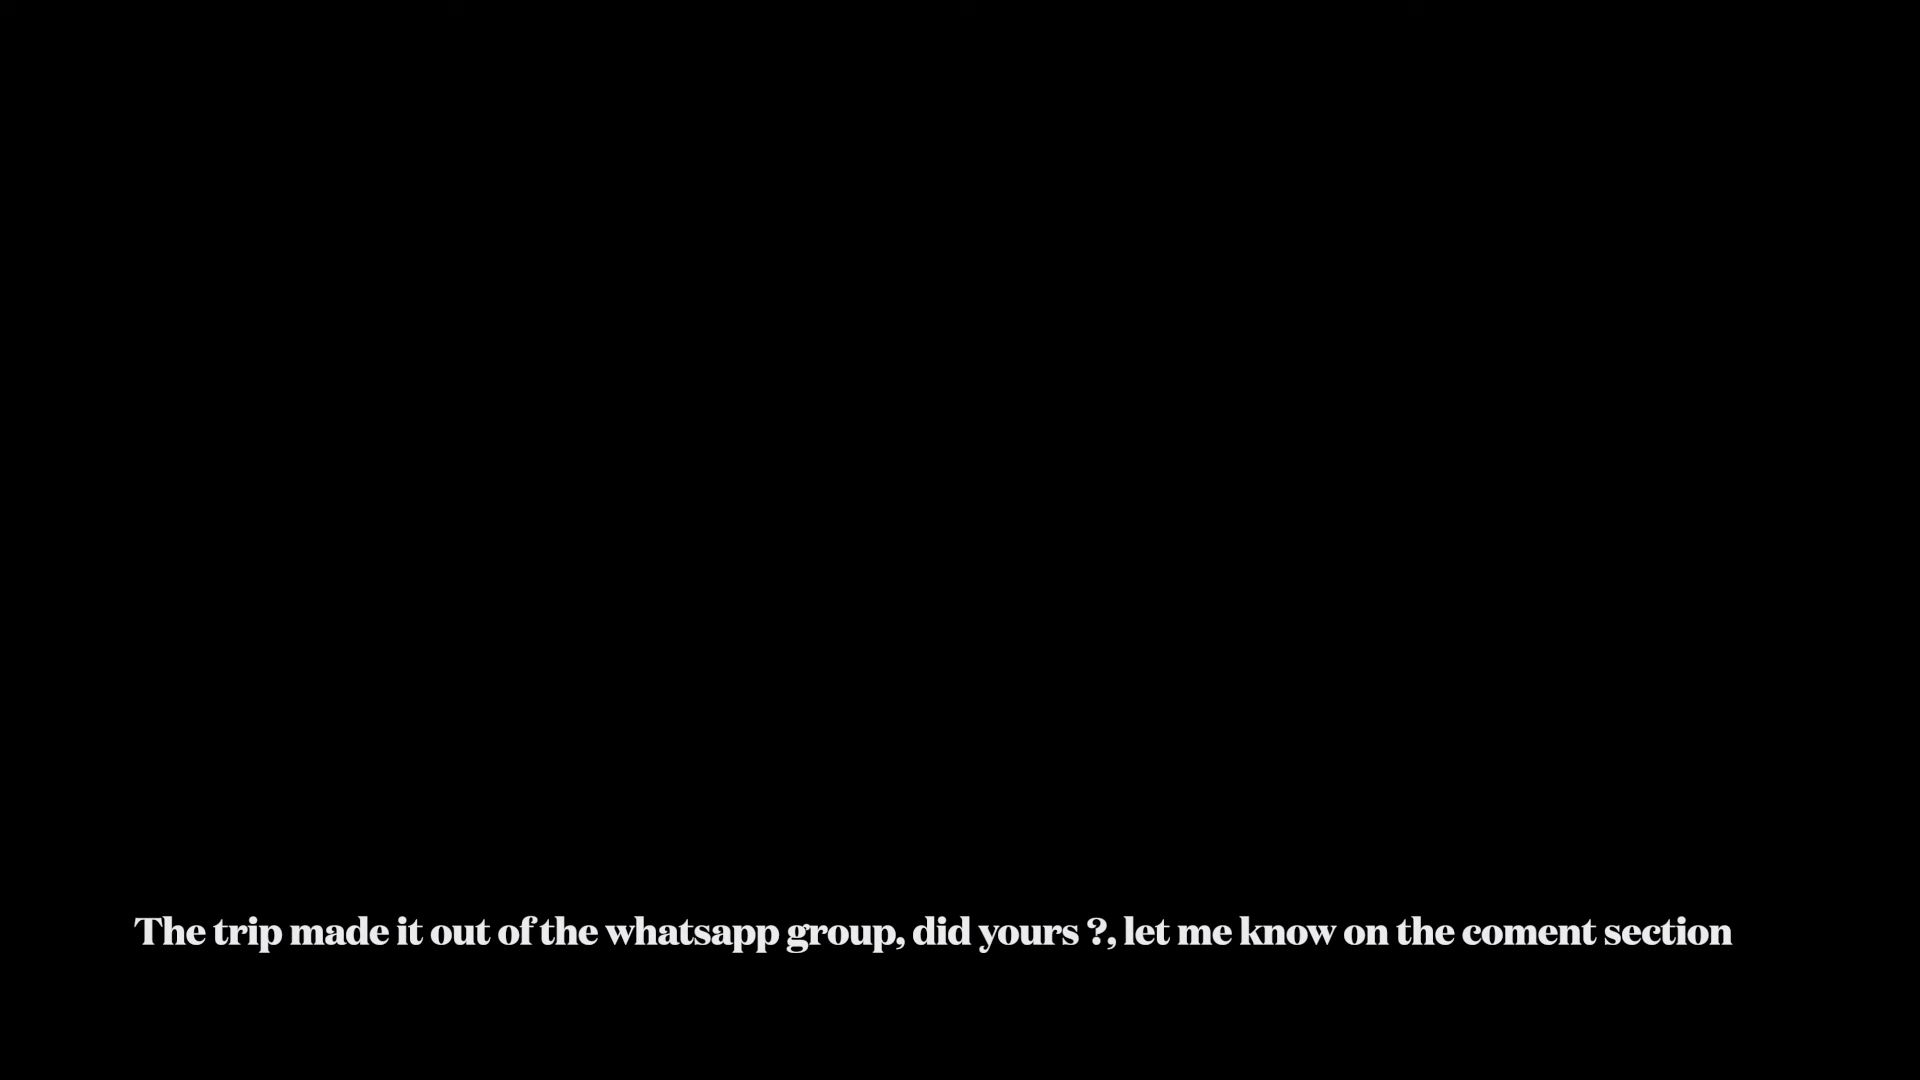 The trip made it out of the whatsapp group, did yours ?, let me know on the coment section